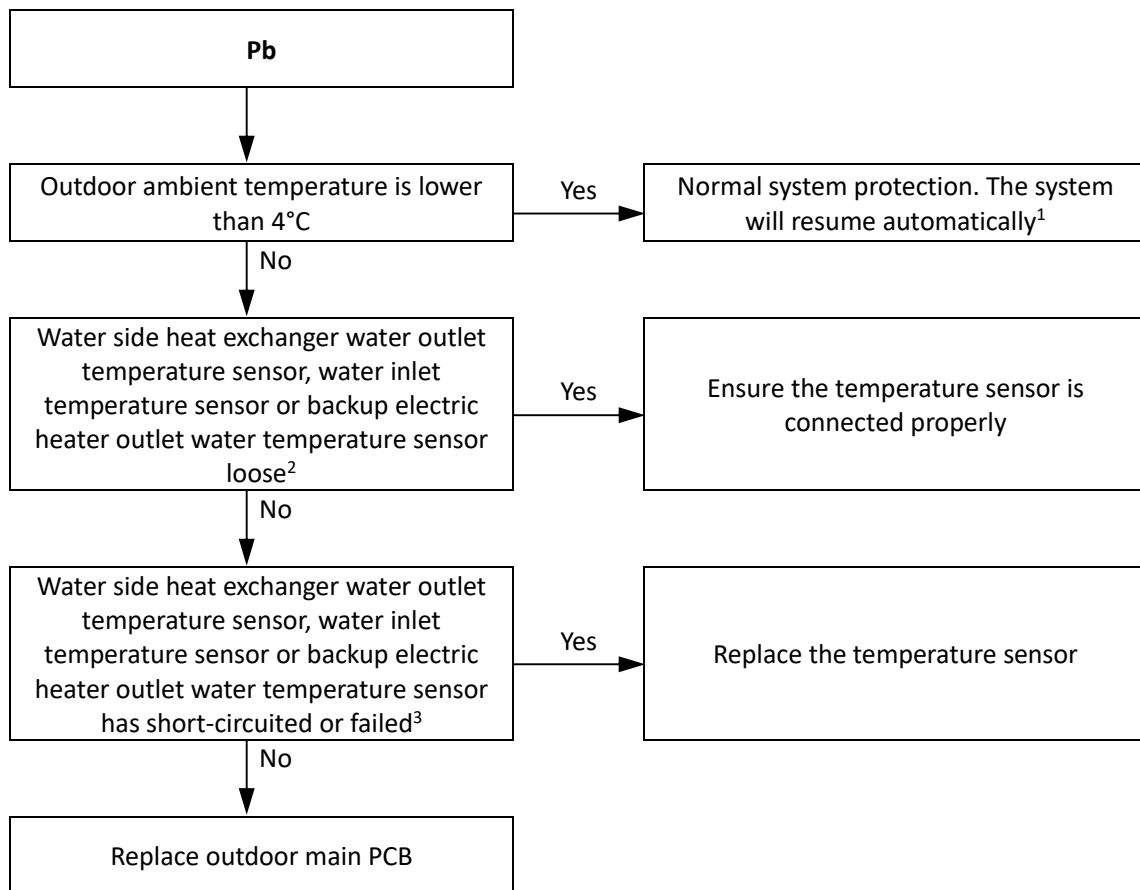 Pb
Outdoor ambient temperature is lower
than 4°C
Yes
Normal system protection. The system
will resume automatically¹
No
Water side heat exchanger water outlet
temperature sensor, water inlet
temperature sensor or backup electric
heater outlet water temperature sensor
loose²
Yes
Ensure the temperature sensor is
connected properly
No
Water side heat exchanger water outlet
temperature sensor, water inlet
temperature sensor or backup electric
heater outlet water temperature sensor
has short-circuited or failed³
Yes
Replace the temperature sensor
No
Replace outdoor main PCB